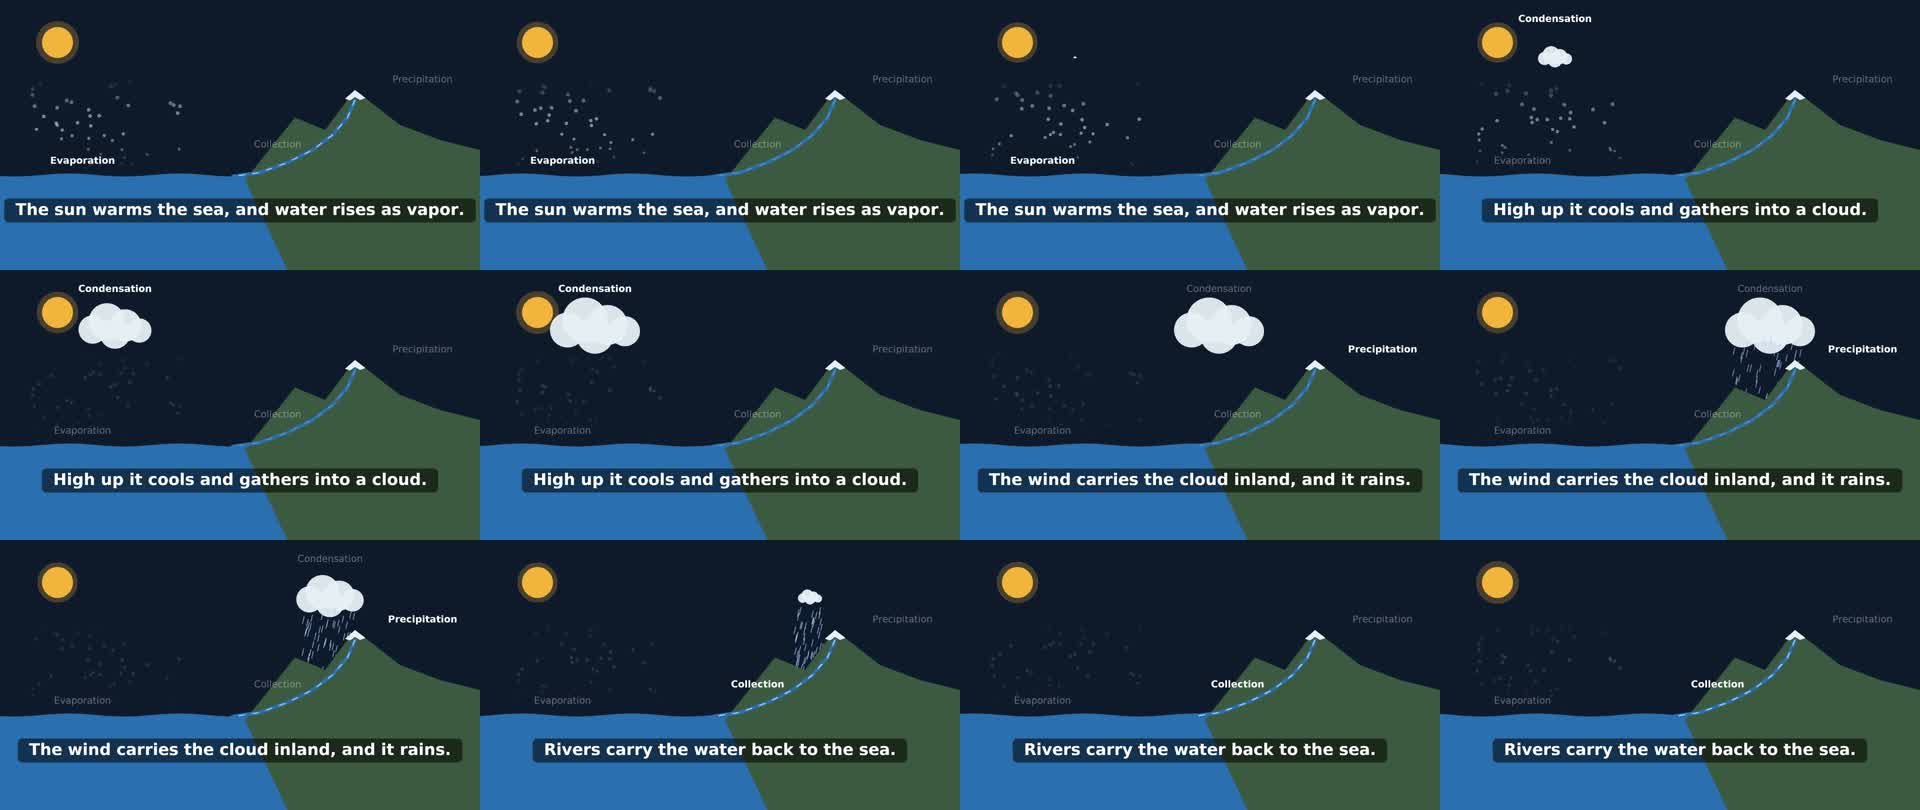 Precipitation
Collection
Evaporation
The sun warms the sea, and water rises as vapor.
Precipitation
Collection
Evaporation
The sun warms the sea, and water rises as vapor.
Precipitation
Collection
Evaporation
The sun warms the sea, and water rises as vapor.
Condensation
Precipitation
Collection
Evaporation
High up it cools and gathers into a cloud.
Condensation
Precipitation
Collection
Evaporation
High up it cools and gathers into a cloud.
Condensation
Precipitation
Collection
Evaporation
High up it cools and gathers into a cloud.
Condensation
Precipitation
Collection
Evaporation
The wind carries the cloud inland, and it rains.
Condensation
Precipitation
Collection
Evaporation
The wind carries the cloud inland, and it rains.
Condensation
Precipitation
Collection
Evaporation
The wind carries the cloud inland, and it rains.
Precipitation
Collection
Evaporation
Rivers carry the water back to the sea.
Precipitation
Collection
Evaporation
Rivers carry the water back to the sea.
Precipitation
Collection
Evaporation
Rivers carry the water back to the sea.